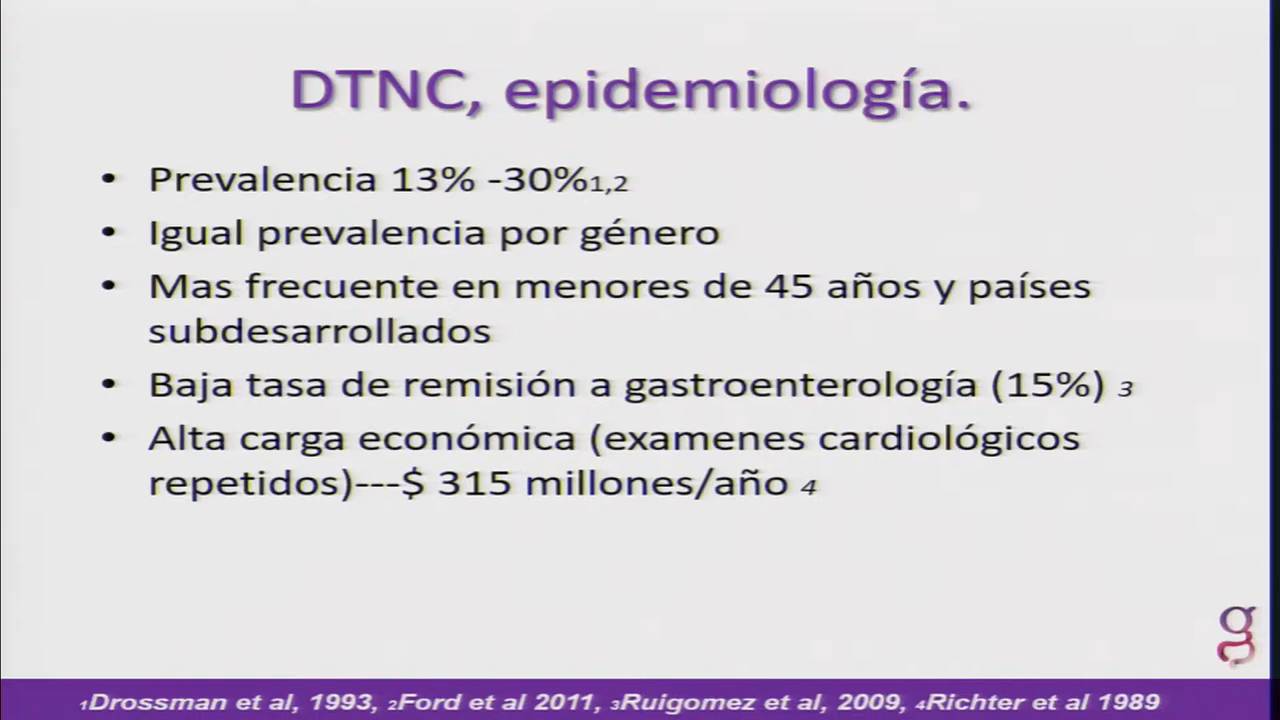 DTNC, epidemiología.
• Prevalencia 13% -30%1,2
• Igual prevalencia por género
• Mas frecuente en menores de 45 años y países
subdesarrollados
• Baja tasa de remisión a gastroenterología (15%) 3
• Alta carga económica (examenes cardiológicos
repetidos)---$ 315 millones/año 4
g
1Drossman et al, 1993, 2Ford et al 2011, 3Ruigomez et al, 2009, 4Richter et al 1989